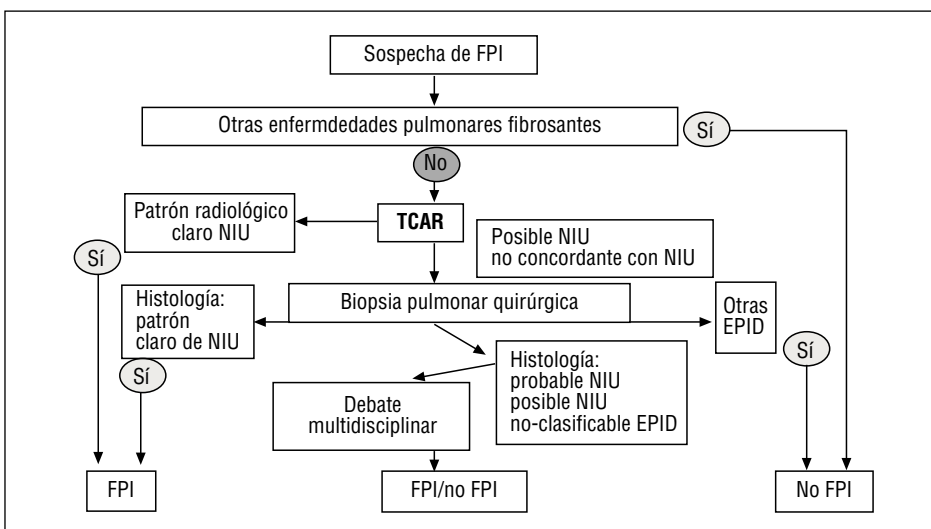 Sospecha de FPI
Otras enfermdedades pulmonares fibrosantes
Sí
No
Patrón radiológico
claro NIU
TCAR
Posible NIU
no concordante con NIU
Sí
Biopsia pulmonar quirúrgica
Histología:
patrón
claro de NIU
Otras
EPID
Sí
Sí
Histología:
probable NIU
posible NIU
no-clasificable EPID
Debate
multidisciplinar
FPI
FPI/no FPI
No FPI